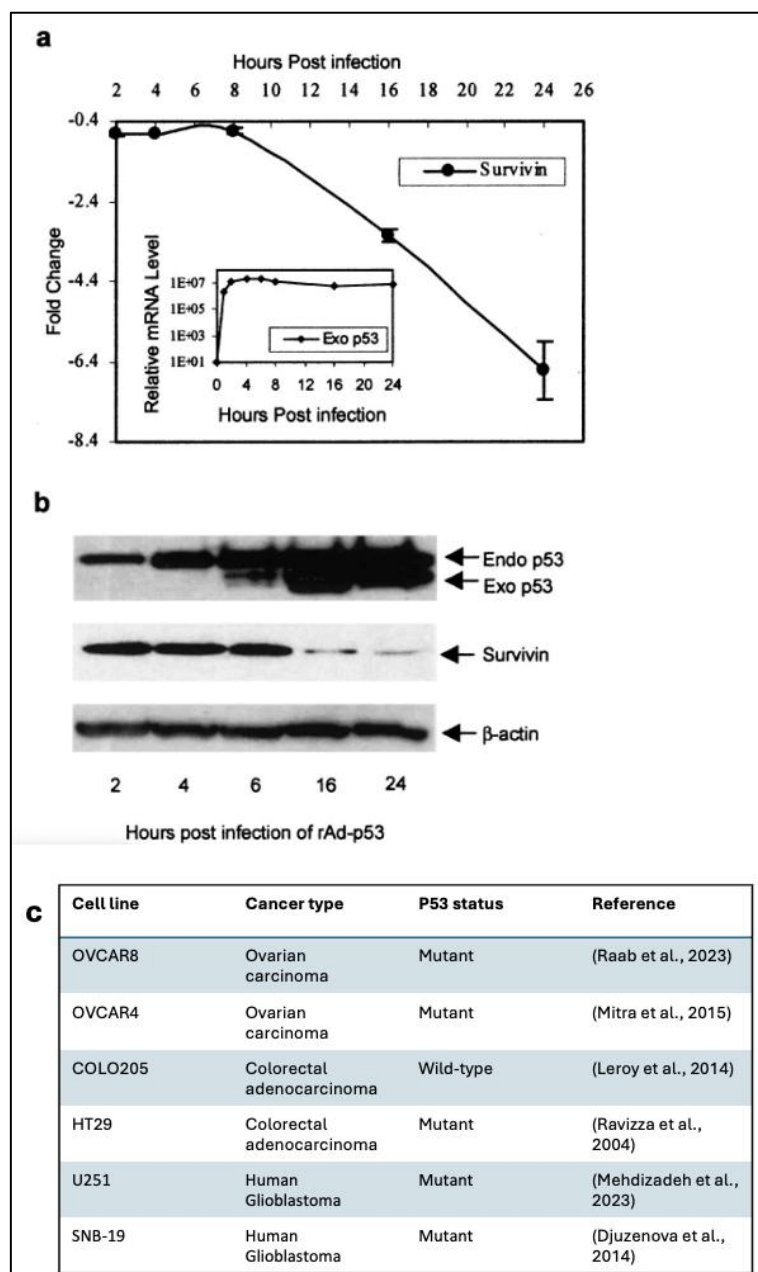 a
Hours Post infection
2 4 6 8 10 12 14 16 18 20 22 24 26
-0.4
-2.4
-4.4
-6.4
-8.4
Fold Change
Survivin
Relative mRNA Level
1E+07
1E+05
1E+03
1E+01
Exo p53
0 4 8 12 16 20 24
Hours Post infection
b
Endo p53
Exo p53
Survivin
β-actin
2 4 6 16 24
Hours post infection of rAd-p53
c
Cell line Cancer type P53 status Reference
OVCAR8 Ovarian Mutant (Raab et al., 2023)
carcinoma
OVCAR4 Ovarian Mutant (Mitra et al., 2015)
carcinoma
COLO205 Colorectal Wild-type (Leroy et al., 2014)
adenocarcinoma
HT29 Colorectal Mutant (Ravizza et al.,
adenocarcinoma 2004)
U251 Human Mutant (Mehdizadeh et al.,
Glioblastoma 2023)
SNB-19 Human Mutant (Djuzenova et al.,
Glioblastoma 2014)